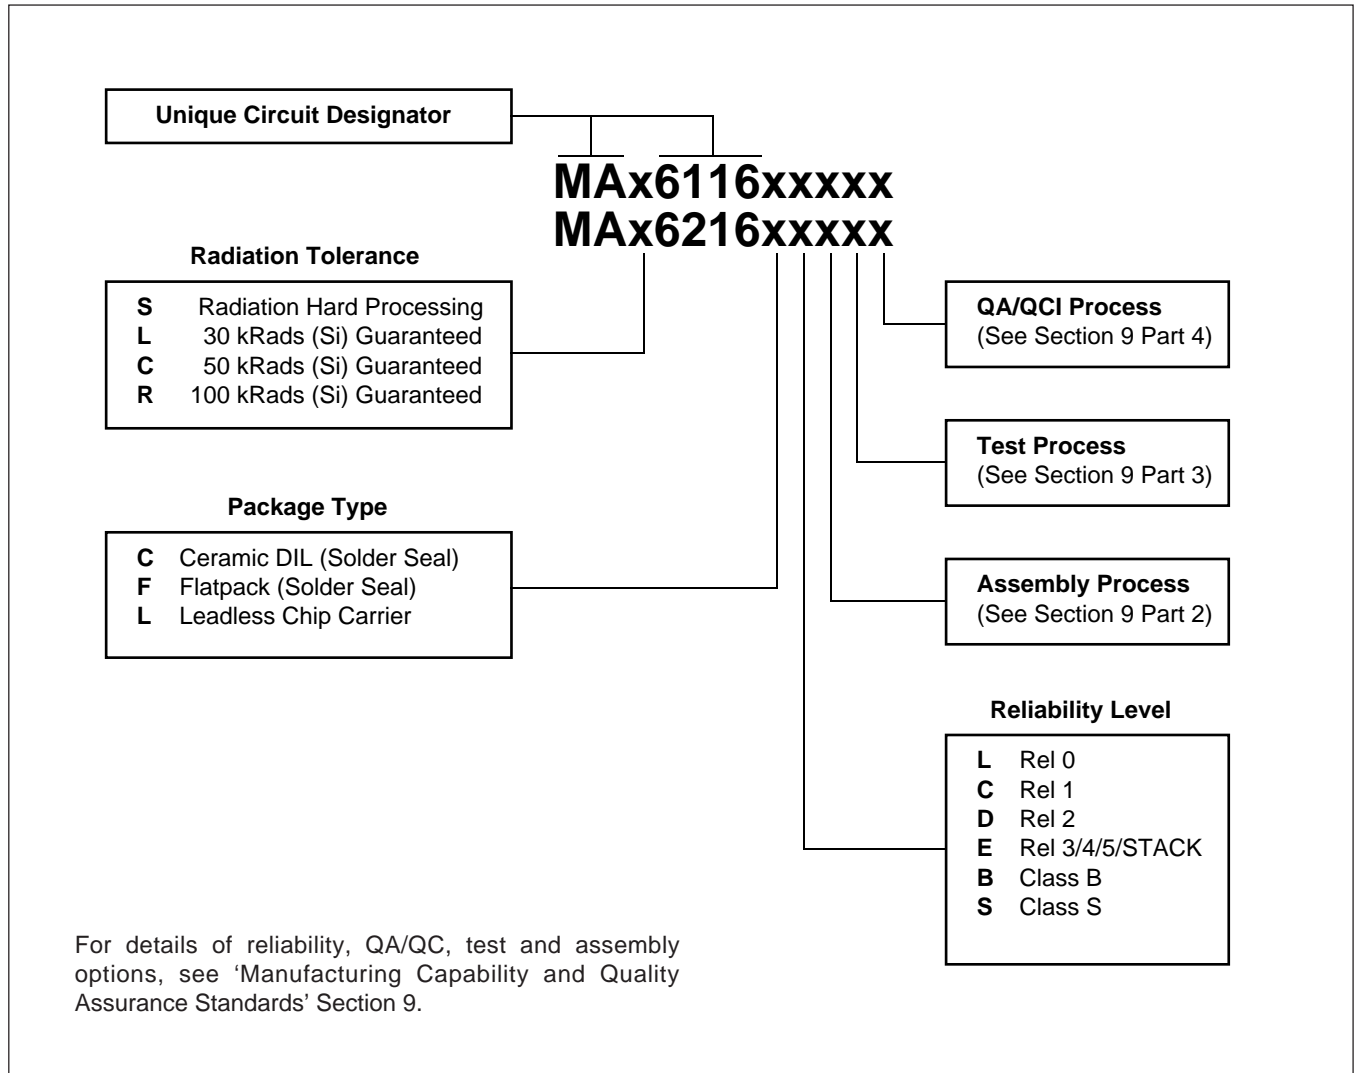 Unique Circuit Designator
MAx6116xxxxx
MAx6216xxxxx
Radiation Tolerance
S Radiation Hard Processing
L 30 kRads (Si) Guaranteed
C 50 kRads (Si) Guaranteed
R 100 kRads (Si) Guaranteed
Package Type
C Ceramic DIL (Solder Seal)
F Flatpack (Solder Seal)
L Leadless Chip Carrier
QA/QCI Process
(See Section 9 Part 4)
Test Process
(See Section 9 Part 3)
Assembly Process
(See Section 9 Part 2)
Reliability Level
L Rel 0
C Rel 1
D Rel 2
E Rel 3/4/5/STACK
B Class B
S Class S
For details of reliability, QA/QC, test and assembly
options, see ‘Manufacturing Capability and Quality
Assurance Standards’ Section 9.